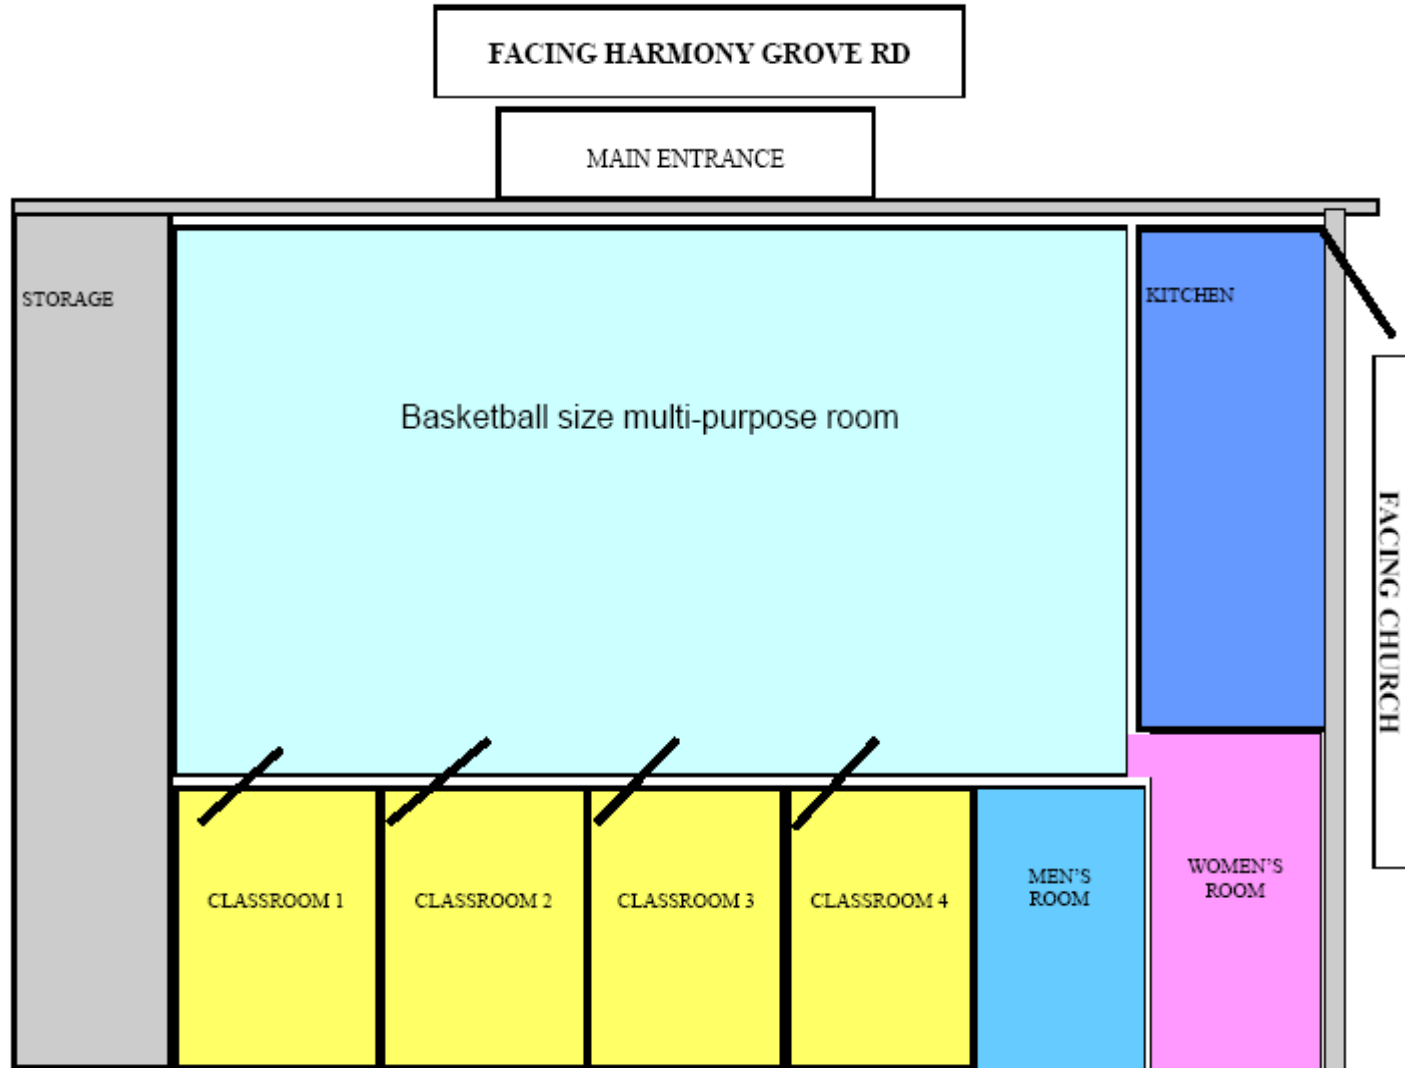 FACING HARMONY GROVE RD
MAIN ENTRANCE
STORAGE
KITCHEN
Basketball size multi-purpose room
FACING CHURCH
CLASSROOM 1
CLASSROOM 2
CLASSROOM 3
CLASSROOM 4
MEN’S
ROOM
WOMEN’S
ROOM